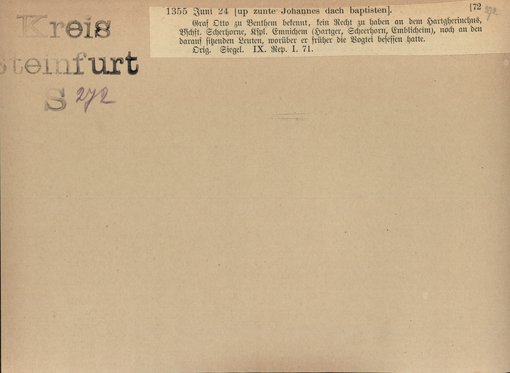 Kreis
Steinfurt
S 272
1355 Juni 24 [up zunte Johannes dach baptisten]. [72
272
Graf Otto zu Benthem bekennt, kein Recht zu haben an dem Hartgherinchus,
Bschft. Scherhorne, Kspl. Emnichem (Hartger, Scheerhorn, Emblicheim), noch an den
darauf sitzenden Leuten, worüber er früher die Vogtei besessen hatte.
Orig. Siegel. IX. Rep. I. 71.